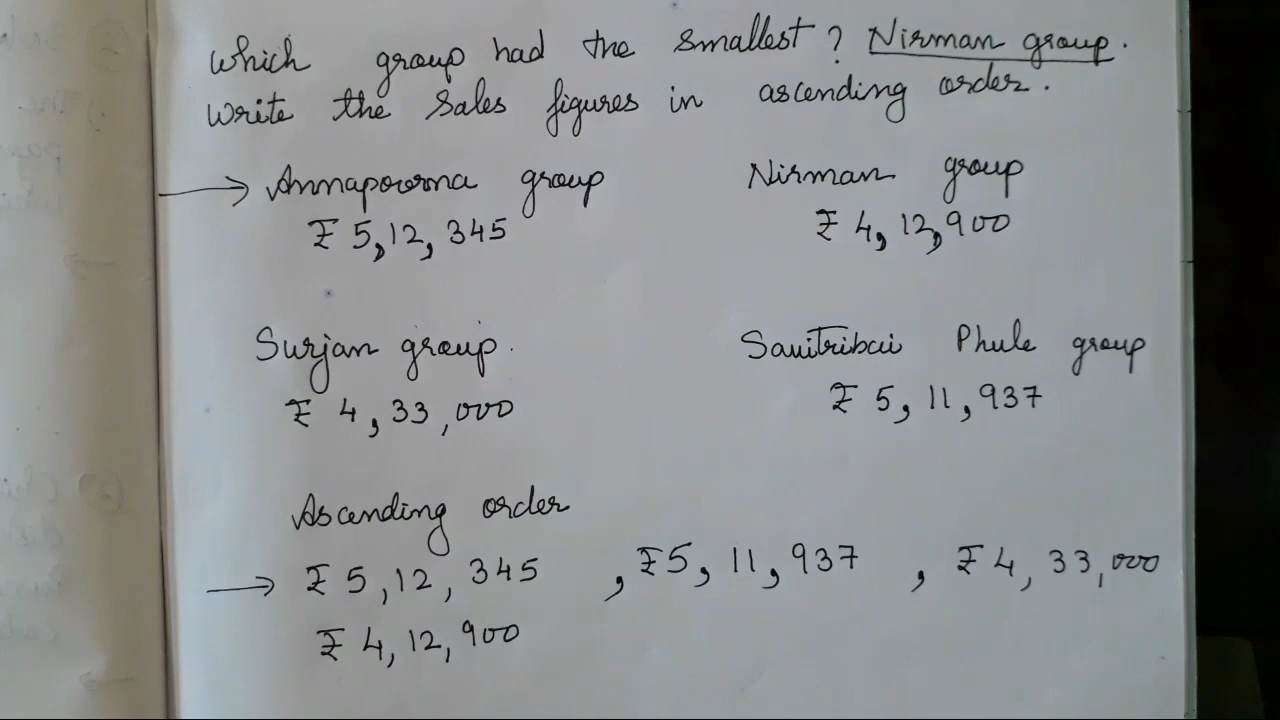 which group had the smallest? Nirman group.
Write the sales figures in ascending order.
→ Annapoorna group Nirman group
₹ 5,12,345 ₹ 4,12,900
Surjan group. Savitribai Phule group
₹ 4,33,000 ₹ 5,11,937
Ascending order
→ ₹ 5,12,345 , ₹5,11,937 , ₹ 4,33,000
₹ 4,12,900